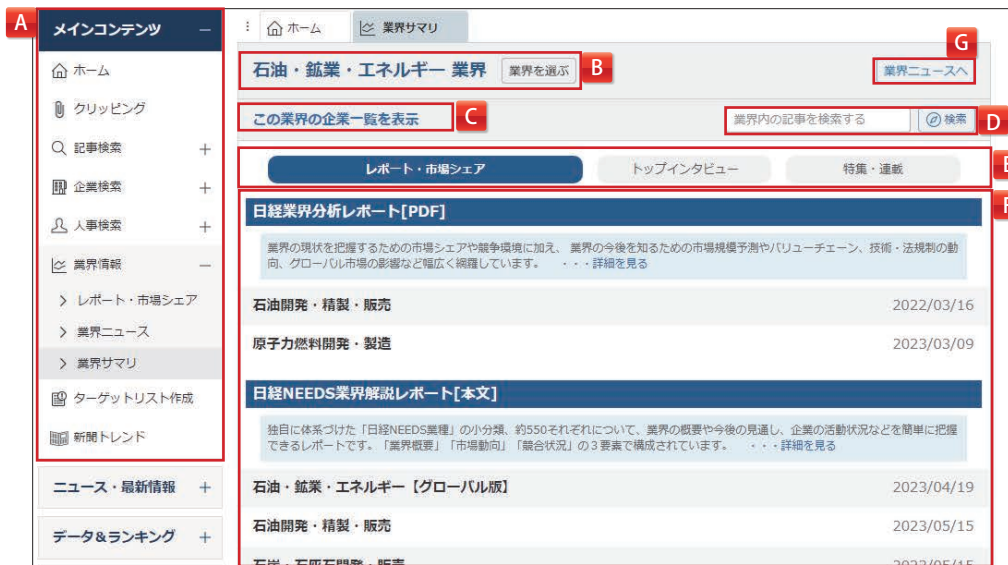 A
メインコンテンツ −
ホーム
クリッピング
記事検索 +
企業検索 +
人事検索 +
業界情報 −
> レポート・市場シェア
> 業界ニュース
> 業界サマリ
ターゲットリスト作成
新聞トレンド
ニュース・最新情報 +
データ&ランキング +
ホーム 業界サマリ
G
石油・鉱業・エネルギー 業界 業界を選ぶ B 業界ニュースへ
この業界の企業一覧を表示 C 業界内の記事を検索する 検索 D
レポート・市場シェア トップインタビュー 特集・連載
日経業界分析レポート[PDF]
業界の現状を把握するための市場シェアや競争環境に加え、 業界の今後を知るための市場規模予測やバリューチェーン、技術・法規制の動
向、グローバル市場の影響など幅広く網羅しています。 ・・・詳細を見る
石油開発・精製・販売 2022/03/16
原子力燃料開発・製造 2023/03/09
日経NEEDS業界解説レポート[本文]
独自に体系づけた「日経NEEDS業種」の小分類、約550それぞれについて、業界の概要や今後の見通し、企業の活動状況などを簡単に把握
できるレポートです。「業界概要」「市場動向」「競合状況」の3要素で構成されています。 ・・・詳細を見る
石油・鉱業・エネルギー【グローバル版】 2023/04/19
石油開発・精製・販売 2023/05/15
石炭・石灰石開発・販売 2023/05/15